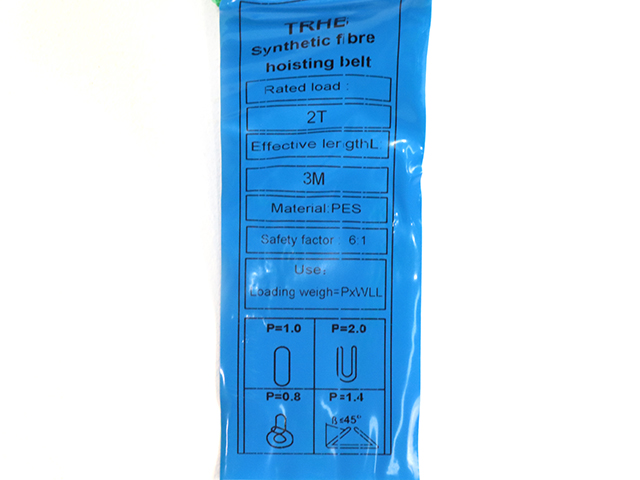 TRHE
Synthetic fibre
hoisting belt
Rated load :
2T
Effective lengthL:
3M
Material:PES
Safety factor : 6:1
Use:
Loading weigh=PxWLL
P=1.0 P=2.0
P=0.8 P=1.4
ß≤45°